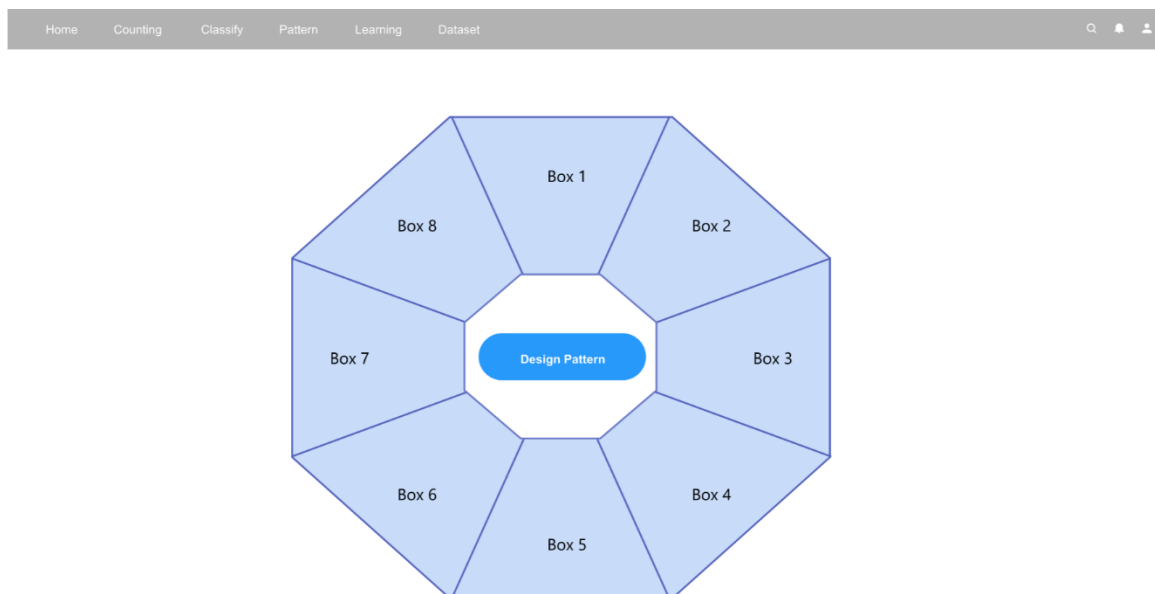 Home Counting Classify Pattern Learning Dataset
Box 1
Box 8 Box 2
Box 7 Design Pattern Box 3
Box 6 Box 4
Box 5